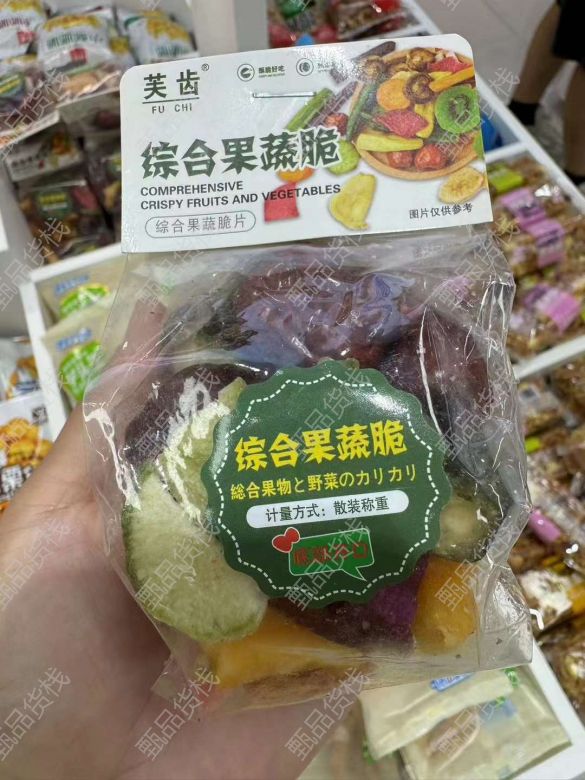 芙齿®
FU CHI
综合果蔬脆
COMPREHENSIVE
CRISPY FRUITS AND VEGETABLES
综合果蔬脆片
图片仅供参考
综合果蔬脆
総合果物と野菜のカリカリ
计量方式：散装称重
甄品货栈